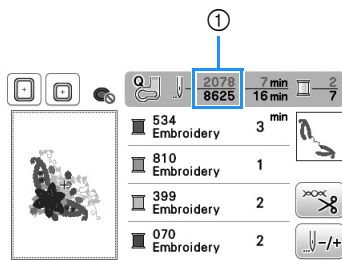 1
Q 2078 7 min 2
8625 16 min 7
min
534
Embroidery 3
810
Embroidery 1
399
Embroidery 2
070
Embroidery 2
-/+